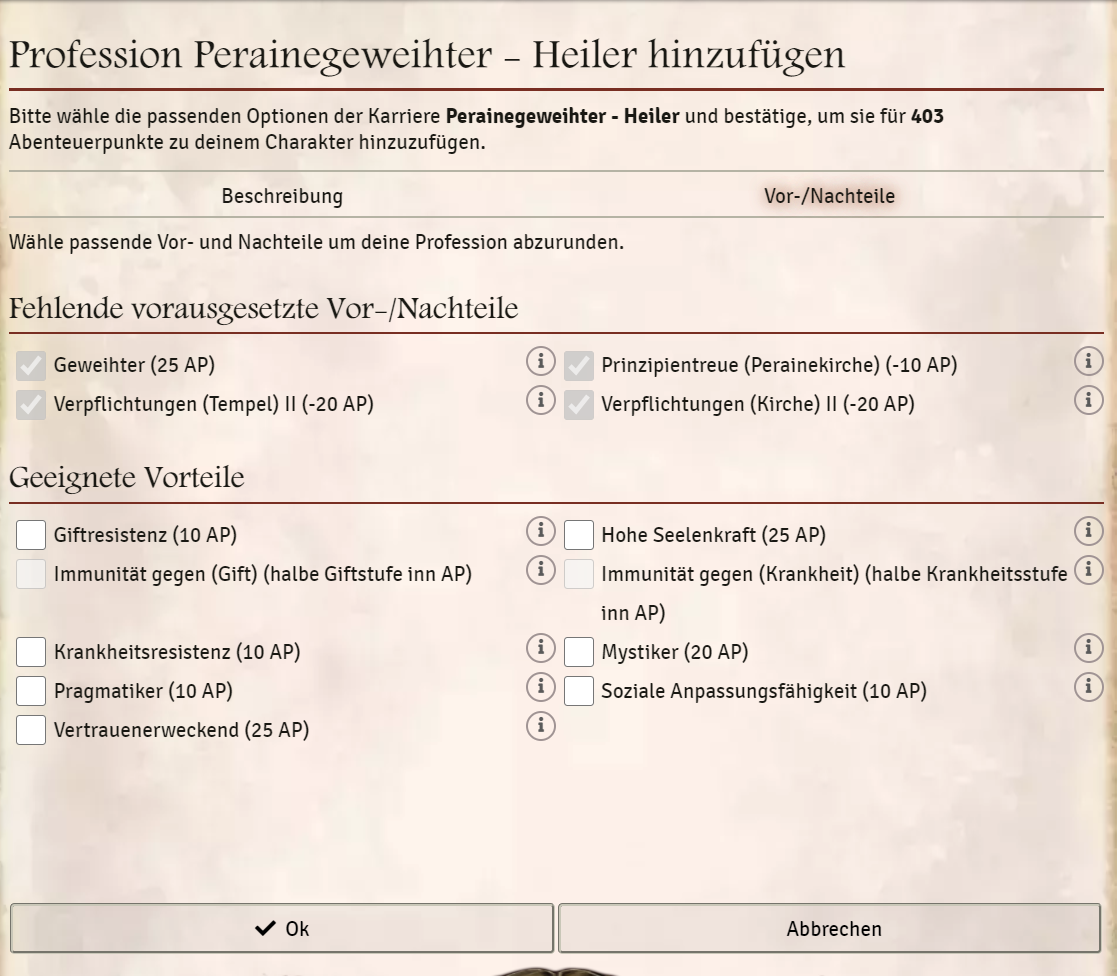 Profession Perainegeweihter – Heiler hinzufügen
Bitte wähle die passenden Optionen der Karriere Perainegeweihter - Heiler und bestätige, um sie für 403
Abenteuerpunkte zu deinem Charakter hinzuzufügen.
Beschreibung
Vor-/Nachteile
Wähle passende Vor- und Nachteile um deine Profession abzurunden.
Fehlende vorausgesetzte Vor-/Nachteile
Geweihter (25 AP)
Prinzipientreue (Perainekirche) (-10 AP)
Verpflichtungen (Tempel) II (-20 AP)
Verpflichtungen (Kirche) II (-20 AP)
Geeignete Vorteile
Giftresistenz (10 AP)
Hohe Seelenkraft (25 AP)
Immunität gegen (Gift) (halbe Giftstufe inn AP)
Immunität gegen (Krankheit) (halbe Krankheitsstufe
inn AP)
Krankheitsresistenz (10 AP)
Mystiker (20 AP)
Pragmatiker (10 AP)
Soziale Anpassungsfähigkeit (10 AP)
Vertrauenerweckend (25 AP)
Ok
Abbrechen